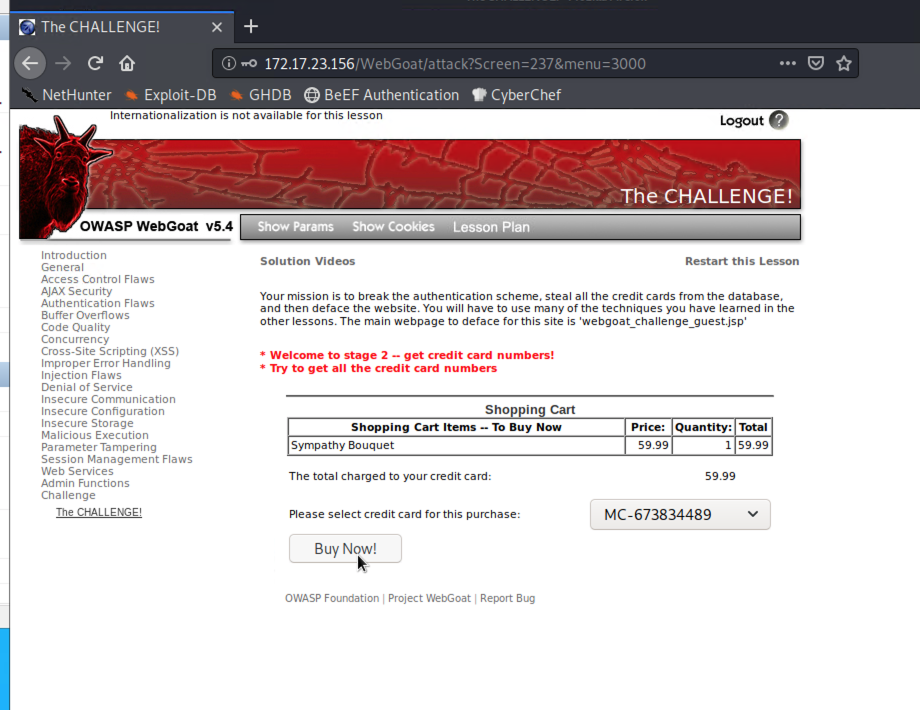 The CHALLENGE!
172.17.23.156/WebGoat/attack?Screen=237&menu=3000
NetHunter Exploit-DB GHDB BeEF Authentication CyberChef
Internationalization is not available for this lesson
Logout ?
The CHALLENGE!
OWASP WebGoat v5.4
Show Params Show Cookies Lesson Plan
Introduction
General
Access Control Flaws
AJAX Security
Authentication Flaws
Buffer Overflows
Code Quality
Concurrency
Cross-Site Scripting (XSS)
Improper Error Handling
Injection Flaws
Denial of Service
Insecure Communication
Insecure Configuration
Insecure Storage
Malicious Execution
Parameter Tampering
Session Management Flaws
Web Services
Admin Functions
Challenge
The CHALLENGE!
Solution Videos Restart this Lesson
Your mission is to break the authentication scheme, steal all the credit cards from the database,
and then deface the website. You will have to use many of the techniques you have learned in the
other lessons. The main webpage to deface for this site is 'webgoat_challenge_guest.jsp'
* Welcome to stage 2 -- get credit card numbers!
* Try to get all the credit card numbers
Shopping Cart
Shopping Cart Items -- To Buy Now Price: Quantity: Total
Sympathy Bouquet 59.99 1 59.99
The total charged to your credit card: 59.99
Please select credit card for this purchase: MC-673834489
Buy Now!
OWASP Foundation | Project WebGoat | Report Bug